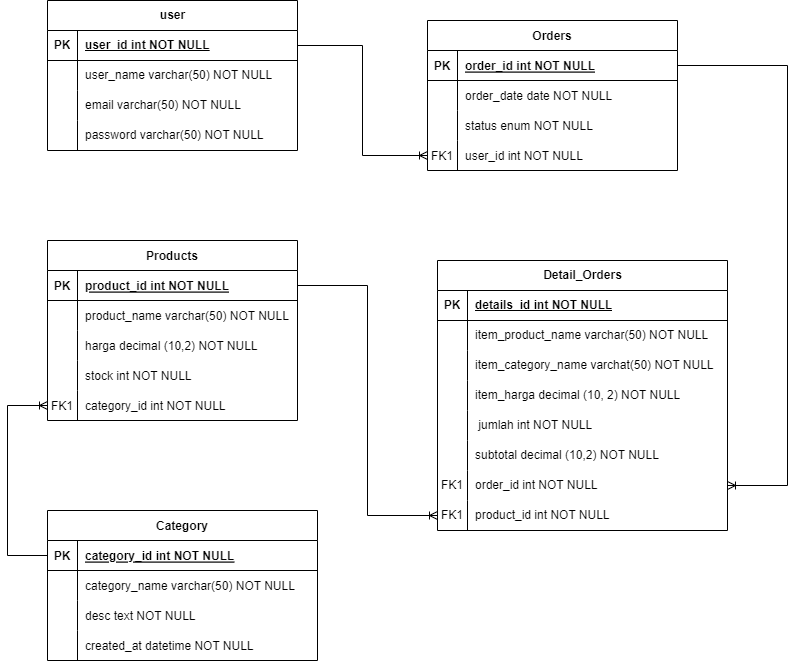 user
PK user_id int NOT NULL
user_name varchar(50) NOT NULL
email varchar(50) NOT NULL
password varchar(50) NOT NULL
Orders
PK order_id int NOT NULL
order_date date NOT NULL
status enum NOT NULL
FK1 user_id int NOT NULL
Products
PK product_id int NOT NULL
product_name varchar(50) NOT NULL
harga decimal (10,2) NOT NULL
stock int NOT NULL
FK1 category_id int NOT NULL
Detail_Orders
PK details_id int NOT NULL
item_product_name varchar(50) NOT NULL
item_category_name varchat(50) NOT NULL
item_harga decimal (10, 2) NOT NULL
jumlah int NOT NULL
subtotal decimal (10,2) NOT NULL
FK1 order_id int NOT NULL
FK1 product_id int NOT NULL
Category
PK category_id int NOT NULL
category_name varchar(50) NOT NULL
desc text NOT NULL
created_at datetime NOT NULL